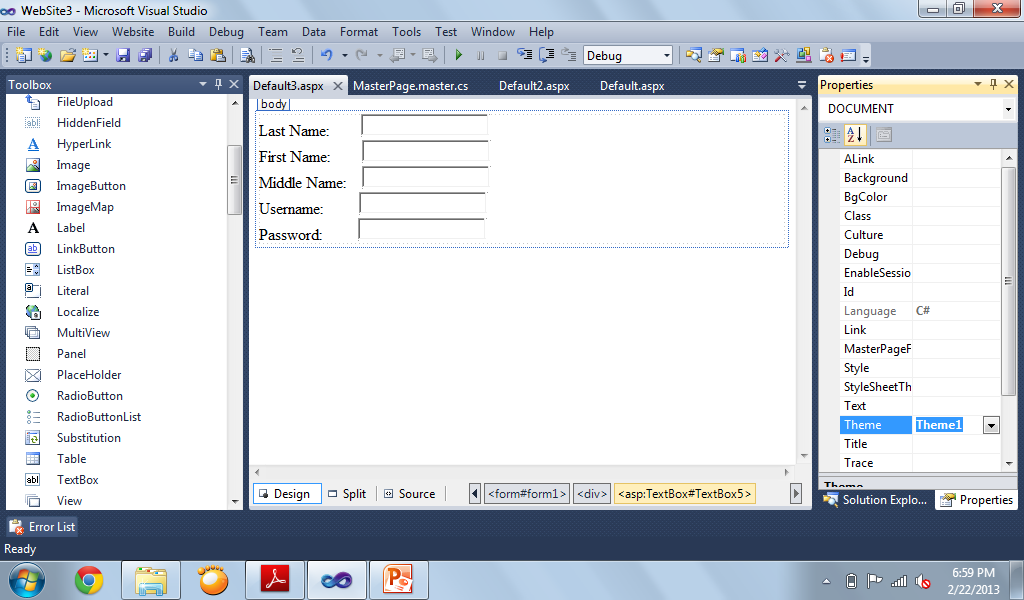 WebSite3 - Microsoft Visual Studio
File Edit View Website Build Debug Team Data Format Tools Test Window Help
Debug
Toolbox
FileUpload
HiddenField
HyperLink
Image
ImageButton
ImageMap
Label
LinkButton
ListBox
Literal
Localize
MultiView
Panel
PlaceHolder
RadioButton
RadioButtonList
Substitution
Table
TextBox
View
Default3.aspx MasterPage.master.cs Default2.aspx Default.aspx
body
Last Name:
First Name:
Middle Name:
Username:
Password:
Design Split Source <form#form1> <div> <asp:TextBox#TextBox5>
Properties
DOCUMENT
ALink
Background
BgColor
Class
Culture
Debug
EnableSessio
Id
Language C#
Link
MasterPageF
Style
StyleSheetTh
Text
Theme Theme1
Title
Trace
Theme
Solution Explo... Properties
Error List
Ready
6:59 PM
2/22/2013